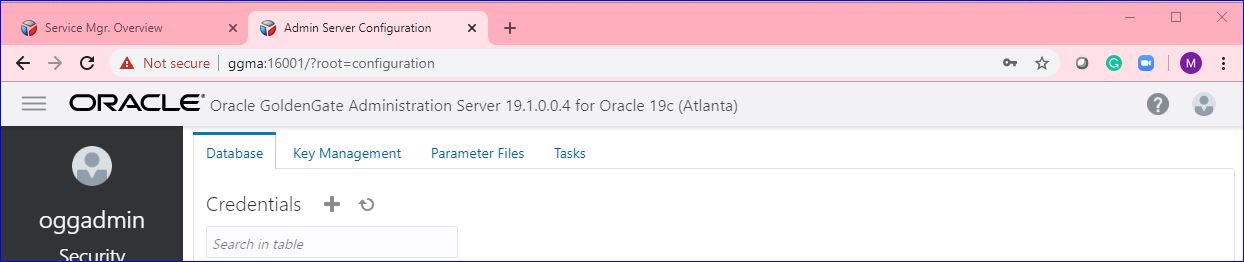 Service Mgr. Overview
Admin Server Configuration
Not secure
ggma:16001/?root=configuration
M
ORACLE® Oracle GoldenGate Administration Server 19.1.0.0.4 for Oracle 19c (Atlanta)
Database Key Management Parameter Files Tasks
oggadmin
Security
Credentials
Search in table